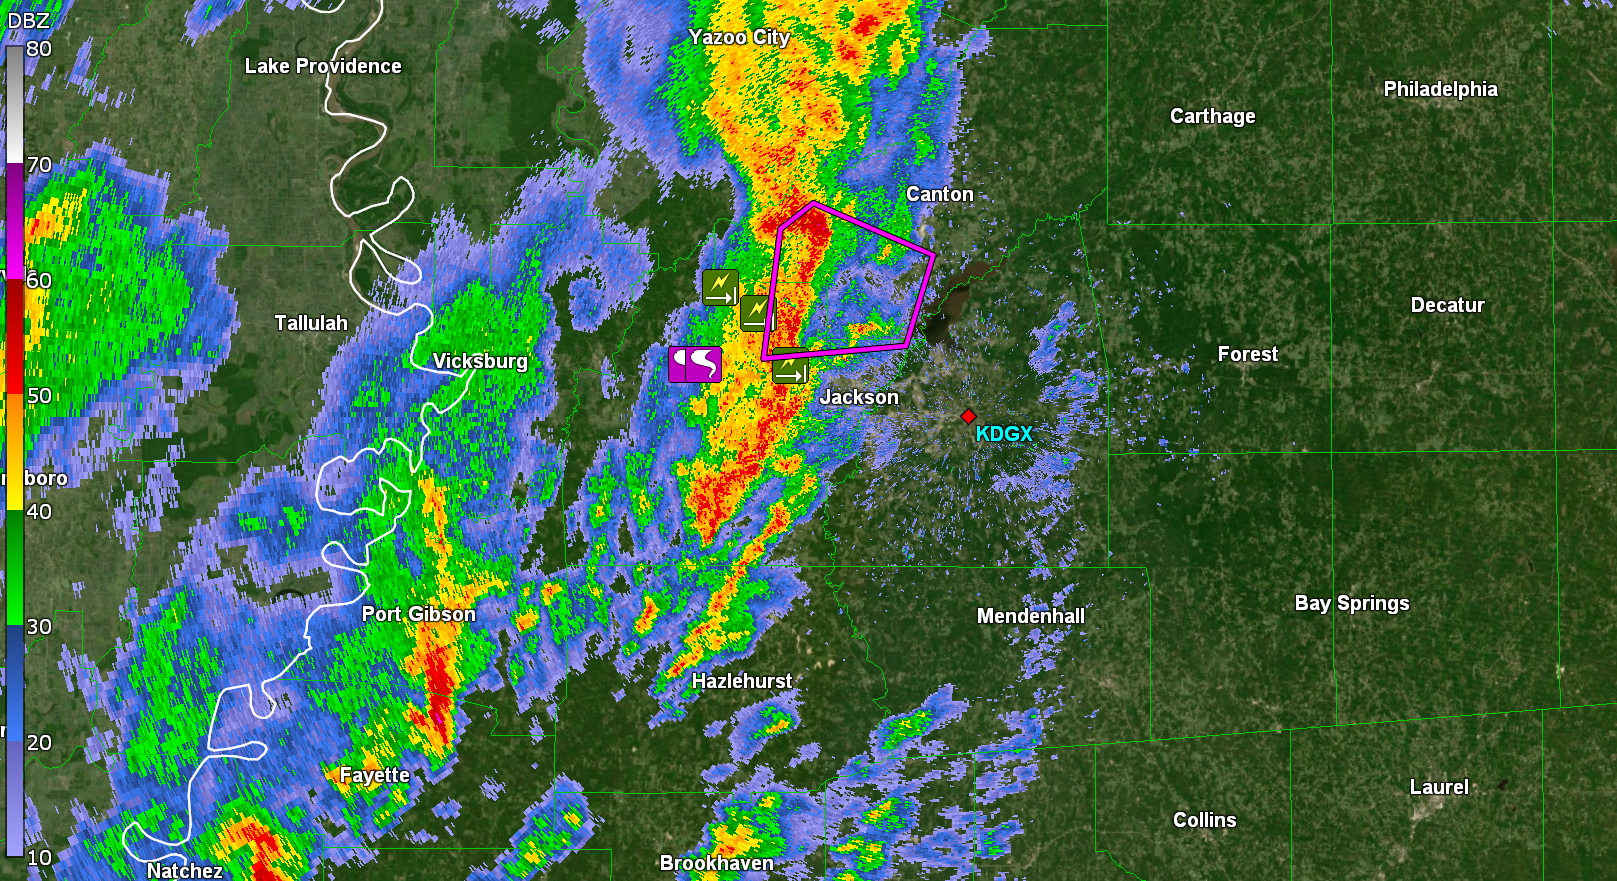 DBZ
80
70
60
50
40
30
20
10
Yazoo City
Lake Providence
Philadelphia
Carthage
Canton
Decatur
Tallulah
Forest
Vicksburg
Jackson
KDGX
boro
Bay Springs
Port Gibson
Mendenhall
Hazlehurst
Fayette
Laurel
Collins
Brookhaven
Natchez